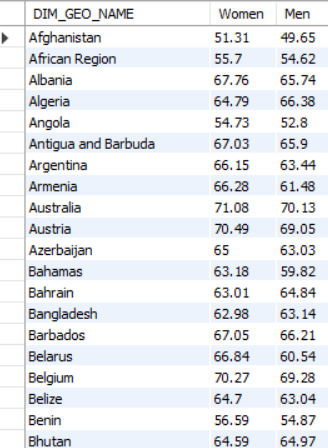 DIM_GEO_NAME Women Men
Afghanistan 51.31 49.65
African Region 55.7 54.62
Albania 67.76 65.74
Algeria 64.79 66.38
Angola 54.73 52.8
Antigua and Barbuda 67.03 65.9
Argentina 66.15 63.44
Armenia 66.28 61.48
Australia 71.08 70.13
Austria 70.49 69.05
Azerbaijan 65 63.03
Bahamas 63.18 59.82
Bahrain 63.01 64.84
Bangladesh 62.98 63.14
Barbados 67.05 66.21
Belarus 66.84 60.54
Belgium 70.27 69.28
Belize 64.7 63.04
Benin 56.59 54.87
Bhutan 64.59 64.97